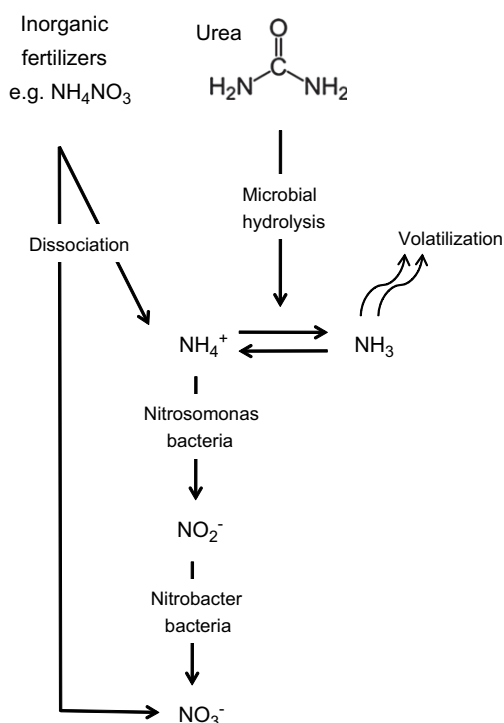 Inorganic
fertilizers
e.g. NH₄NO₃
Urea
O
C
H₂N
NH₂
Microbial
hydrolysis
Dissociation
Volatilization
NH₄⁺
NH₃
Nitrosomonas
bacteria
NO₂⁻
Nitrobacter
bacteria
NO₃⁻